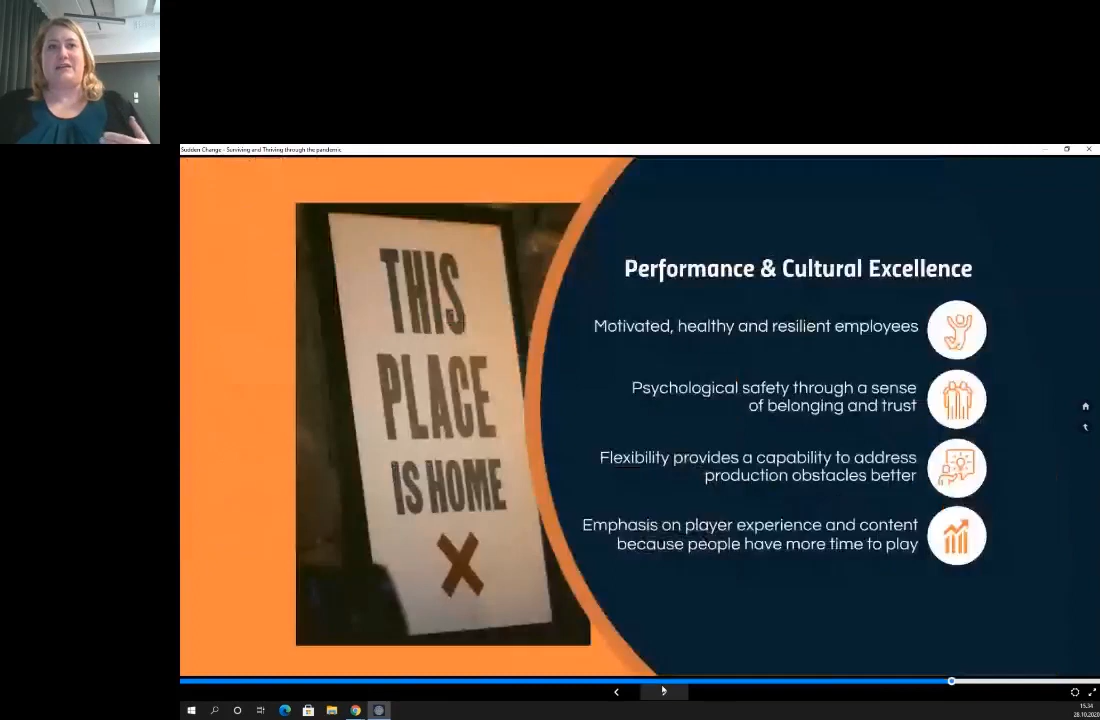 Sudden Change - Surviving and Thriving through the pandemic
THIS
PLACE
IS HOME
X
Performance & Cultural Excellence
Motivated, healthy and resilient employees
Psychological safety through a sense
of belonging and trust
Flexibility provides a capability to address
production obstacles better
Emphasis on player experience and content
because people have more time to play
15.34
28.10.2020